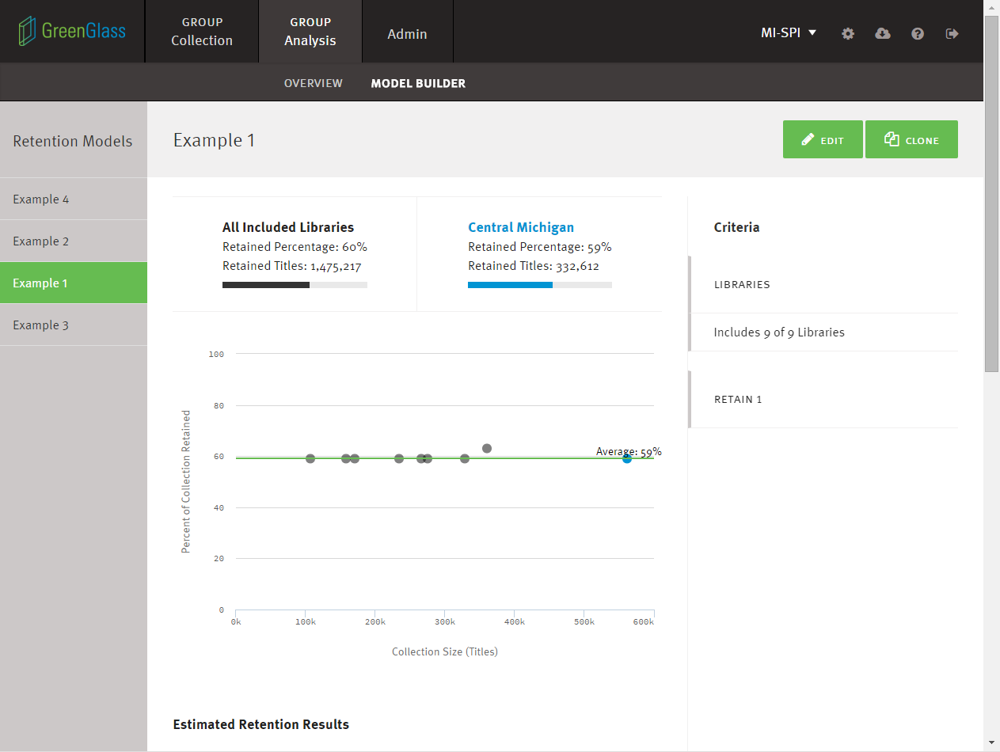 GreenGlass
GROUP
Collection
GROUP
Analysis
Admin
MI-SPI
OVERVIEW
MODEL BUILDER
Retention Models
Example 4
Example 2
Example 1
Example 3
Example 1
EDIT
CLONE
All Included Libraries
Retained Percentage: 60%
Retained Titles: 1,475,217
Central Michigan
Retained Percentage: 59%
Retained Titles: 332,612
Criteria
LIBRARIES
Includes 9 of 9 Libraries
RETAIN 1
Percent of Collection Retained
100
80
60
40
20
0
Average: 59%
0k
100k
200k
300k
400k
500k
600k
Collection Size (Titles)
Estimated Retention Results